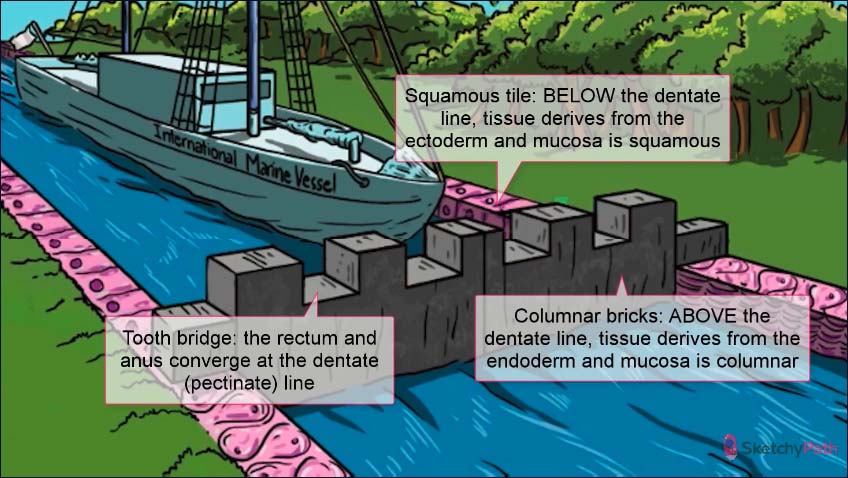 International Marine Vessel
Squamous tile: BELOW the dentate
line, tissue derives from the
ectoderm and mucosa is squamous
Tooth bridge: the rectum and
anus converge at the dentate
(pectinate) line
Columnar bricks: ABOVE the
dentate line, tissue derives from the
endoderm and mucosa is columnar
SketchyPath